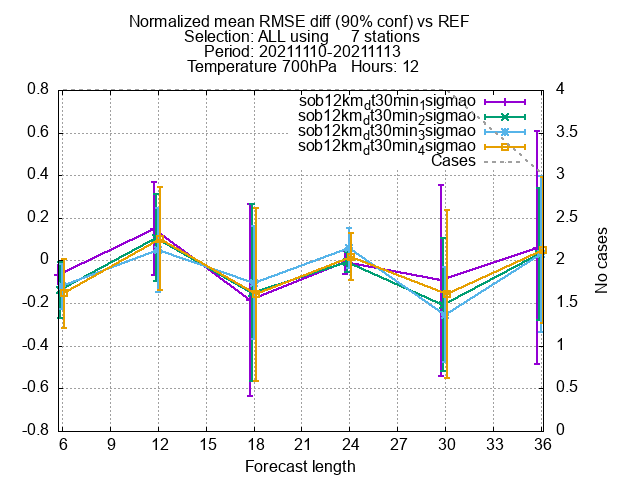 Normalized mean RMSE diff (90% conf) vs REF
Selection: ALL using 7 stations
Period: 20211110-20211113
Temperature 700hPa Hours: 12
sob12km_dt30min_1sigmao
sob12km_dt30min_2sigmao
sob12km_dt30min_3sigmao
sob12km_dt30min_4sigmao
Cases
0.8
0.6
0.4
0.2
0
-0.2
-0.4
-0.6
-0.8
4
3.5
3
2.5
2
1.5
1
0.5
0
No cases
6 9 12 15 18 21 24 27 30 33 36
Forecast length